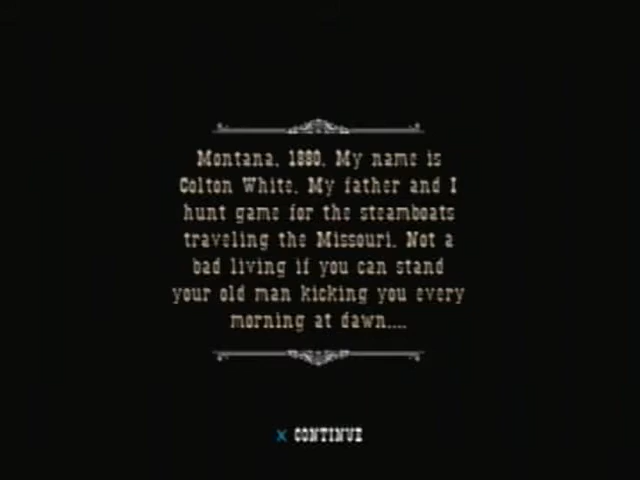 Montana, 1880. My name is
Colton White. My father and I
hunt game for the steamboats
traveling the Missouri. Not a
bad living if you can stand
your old man kicking you every
morning at dawn....
X CONTINUE